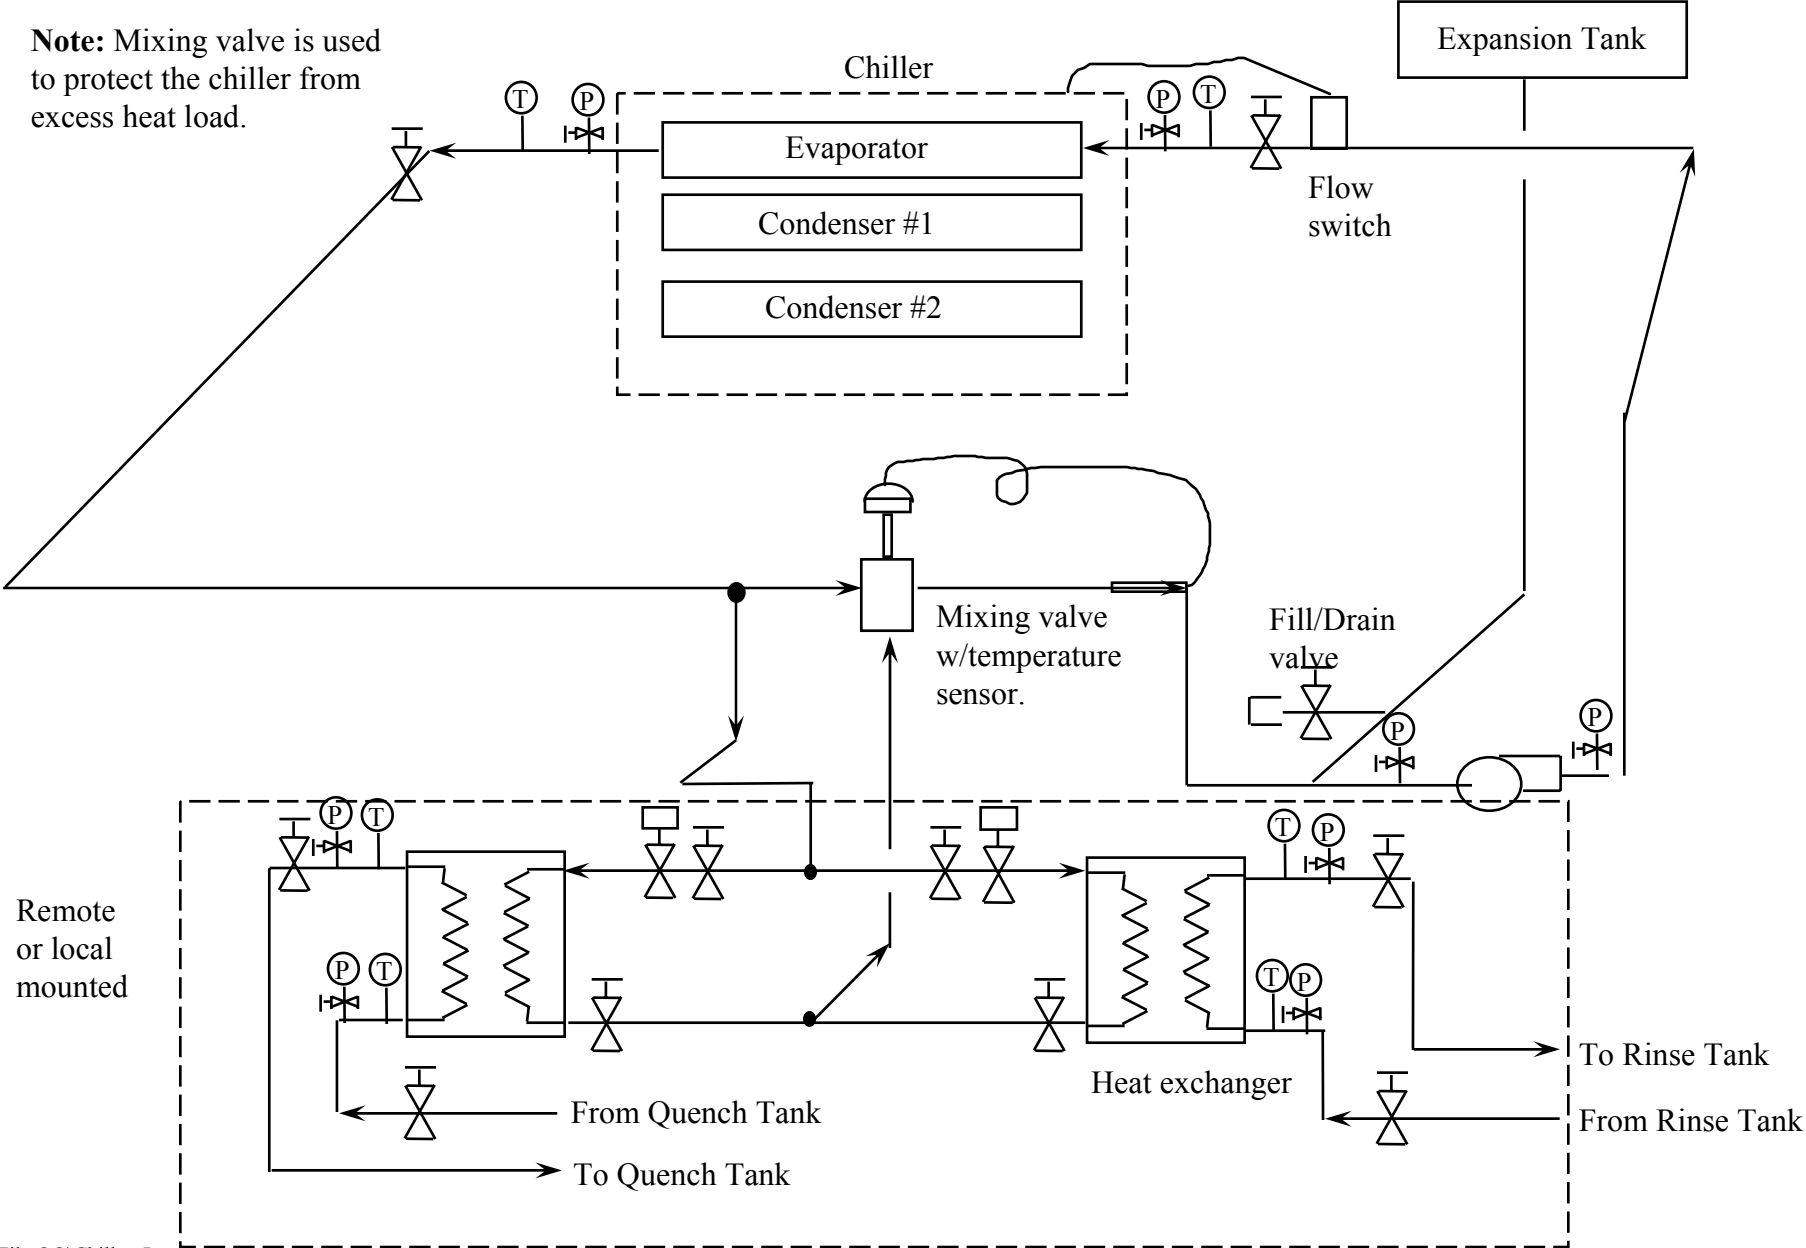 Note: Mixing valve is used
to protect the chiller from
excess heat load.
Chiller
Expansion Tank
T
P
P
T
Evaporator
Condenser #1
Condenser #2
Flow
switch
Mixing valve
w/temperature
sensor.
Fill/Drain
valve
P
P
P
T
T
P
Remote
or local
mounted
P
T
T
P
Heat exchanger
To Rinse Tank
From Rinse Tank
From Quench Tank
To Quench Tank